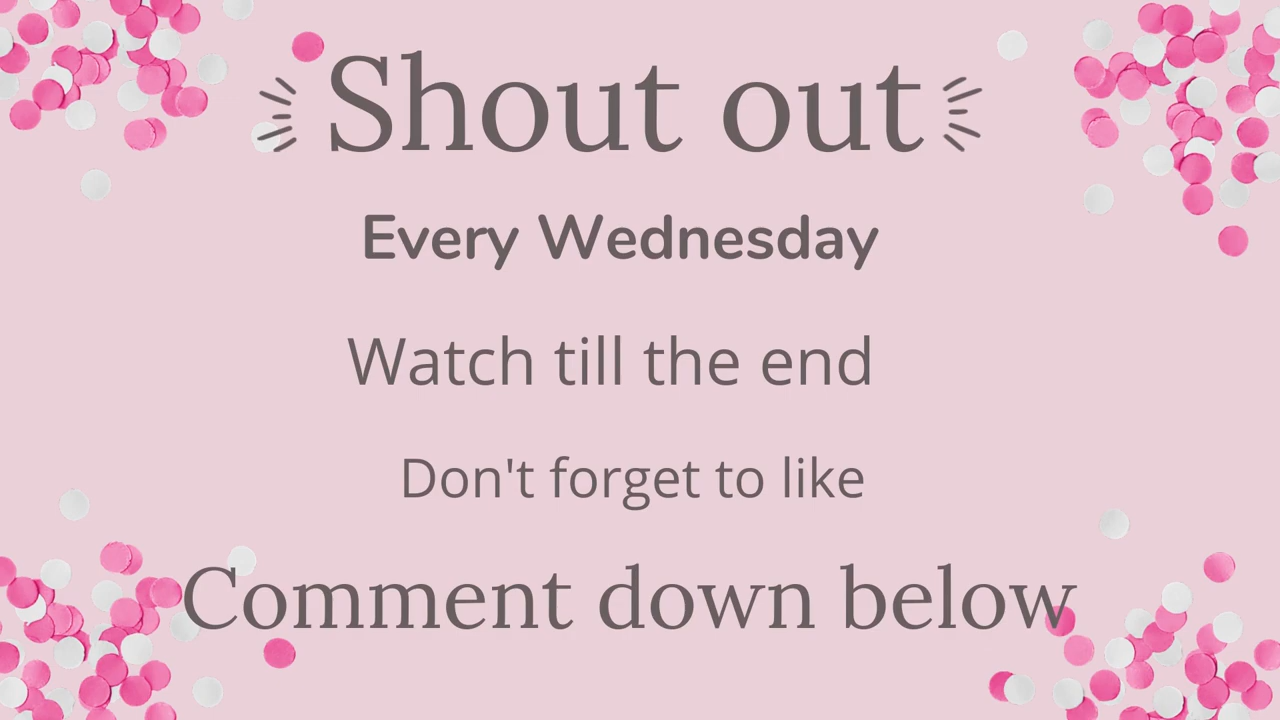 Shout out
Every Wednesday
Watch till the end
Don't forget to like
Comment down below